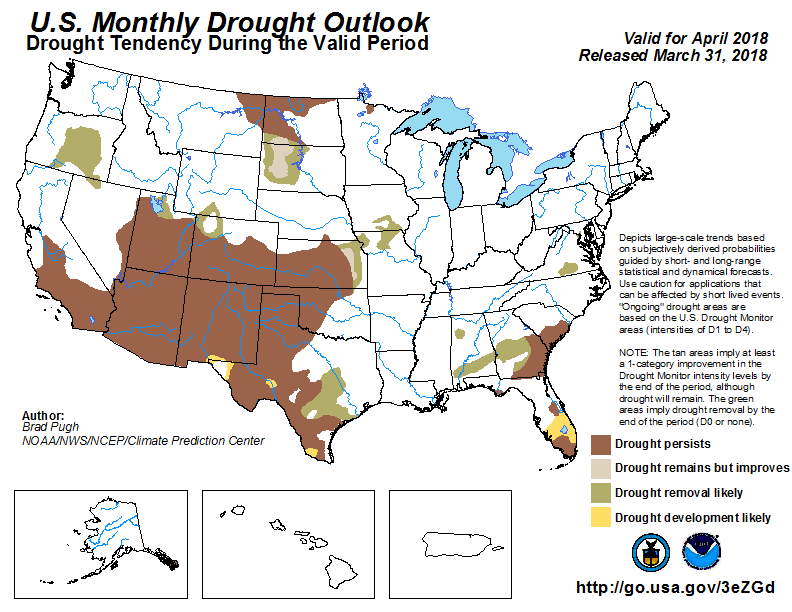 U.S. Monthly Drought Outlook
Drought Tendency During the Valid Period
Valid for April 2018
Released March 31, 2018
Depicts large-scale trends based
on subjectively derived probabilities
guided by short- and long-range
statistical and dynamical forecasts.
Use caution for applications that
can be affected by short lived events.
"Ongoing" drought areas are
based on the U.S. Drought Monitor
areas (intensities of D1 to D4).
NOTE: The tan areas imply at least
a 1-category improvement in the
Drought Monitor intensity levels by
the end of the period, although
drought will remain. The green
areas imply drought removal by the
end of the period (D0 or none).
Author:
Brad Pugh
NOAA/NWS/NCEP/Climate Prediction Center
Drought persists
Drought remains but improves
Drought removal likely
Drought development likely
http://go.usa.gov/3eZGd